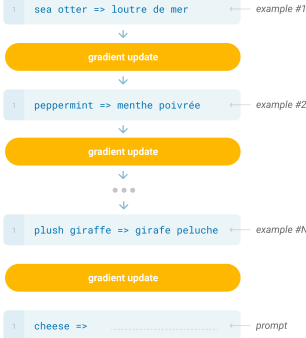 1 sea otter => loutre de mer example #1
gradient update
1 peppermint => menthe poivrée example #2
gradient update
1 plush giraffe => girafe peluche example #N
gradient update
1 cheese => prompt